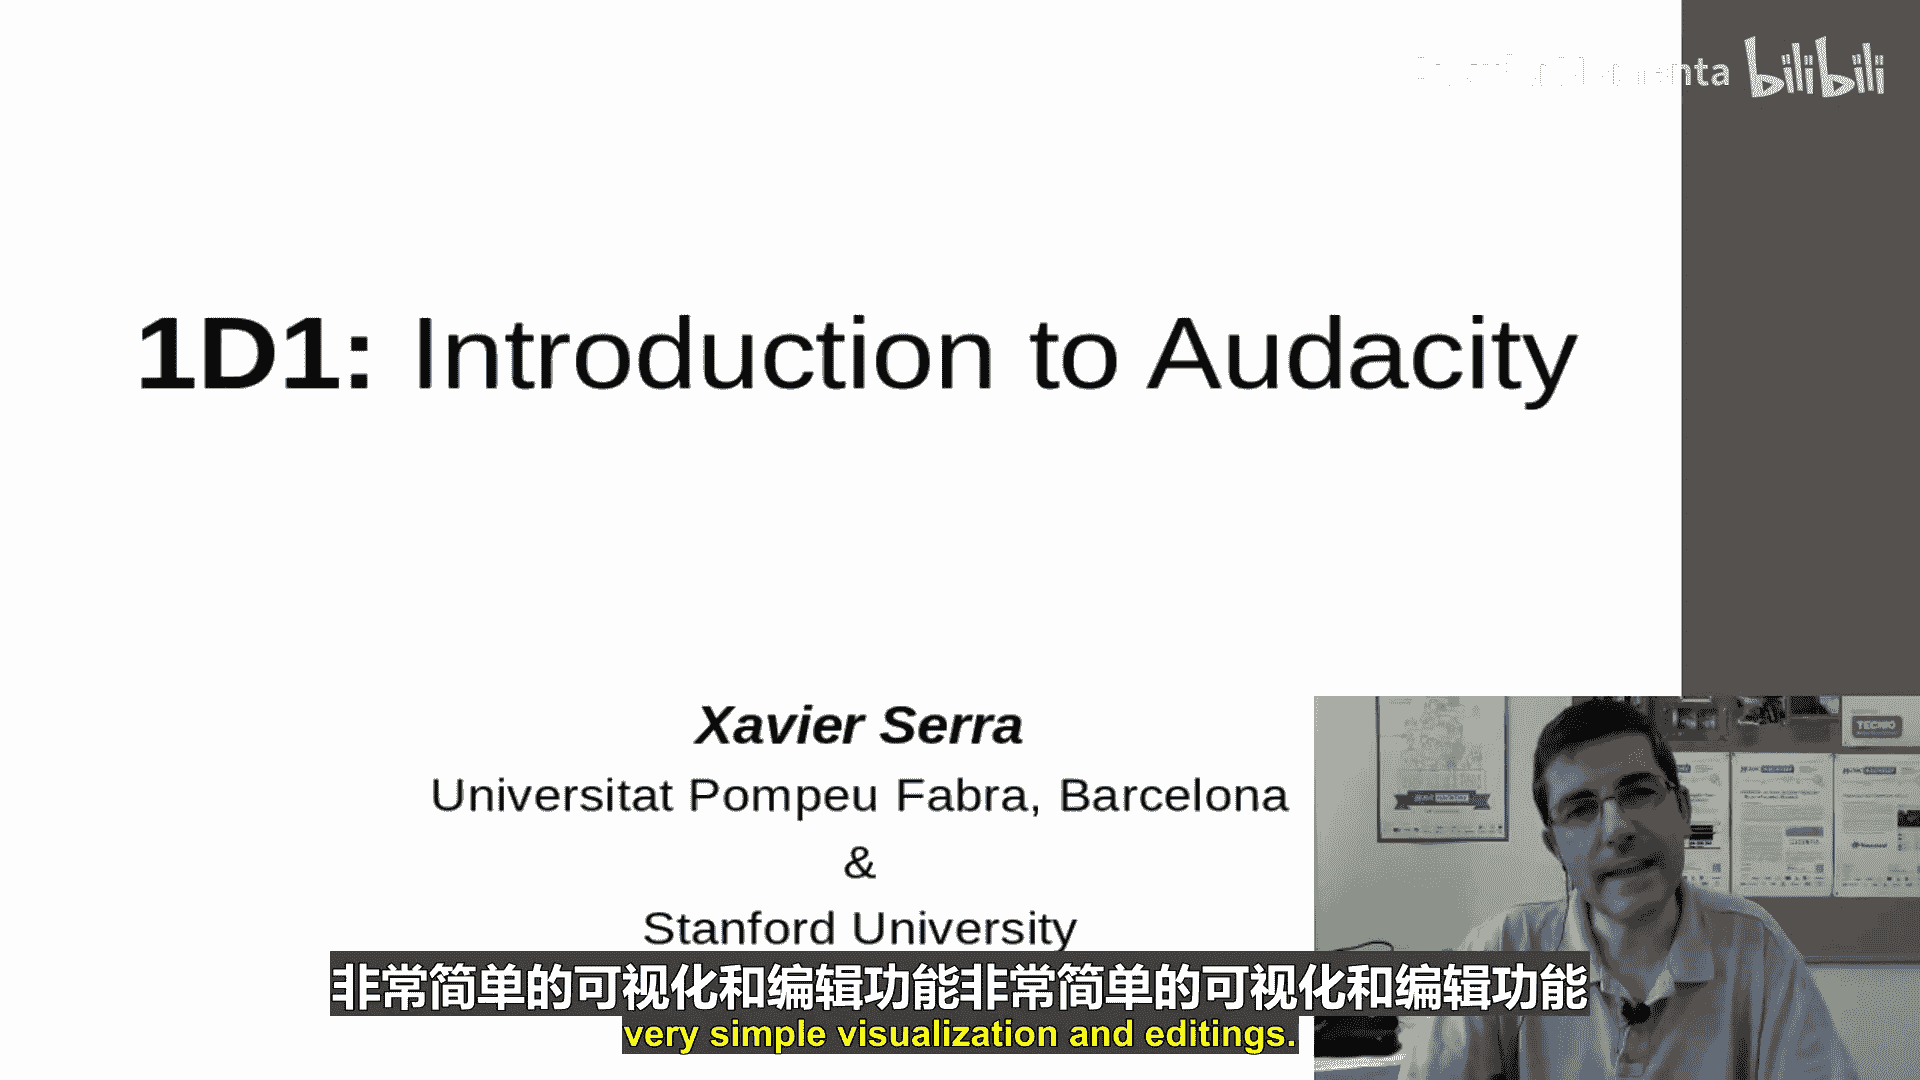 bilibili
1D1: Introduction to Audacity
Xavier Serra
Universitat Pompeu Fabra, Barcelona
&
Stanford University
TECNIO
非常简单的可视化和编辑功能非常简单的可视化和编辑功能
very simple visualization and editings.